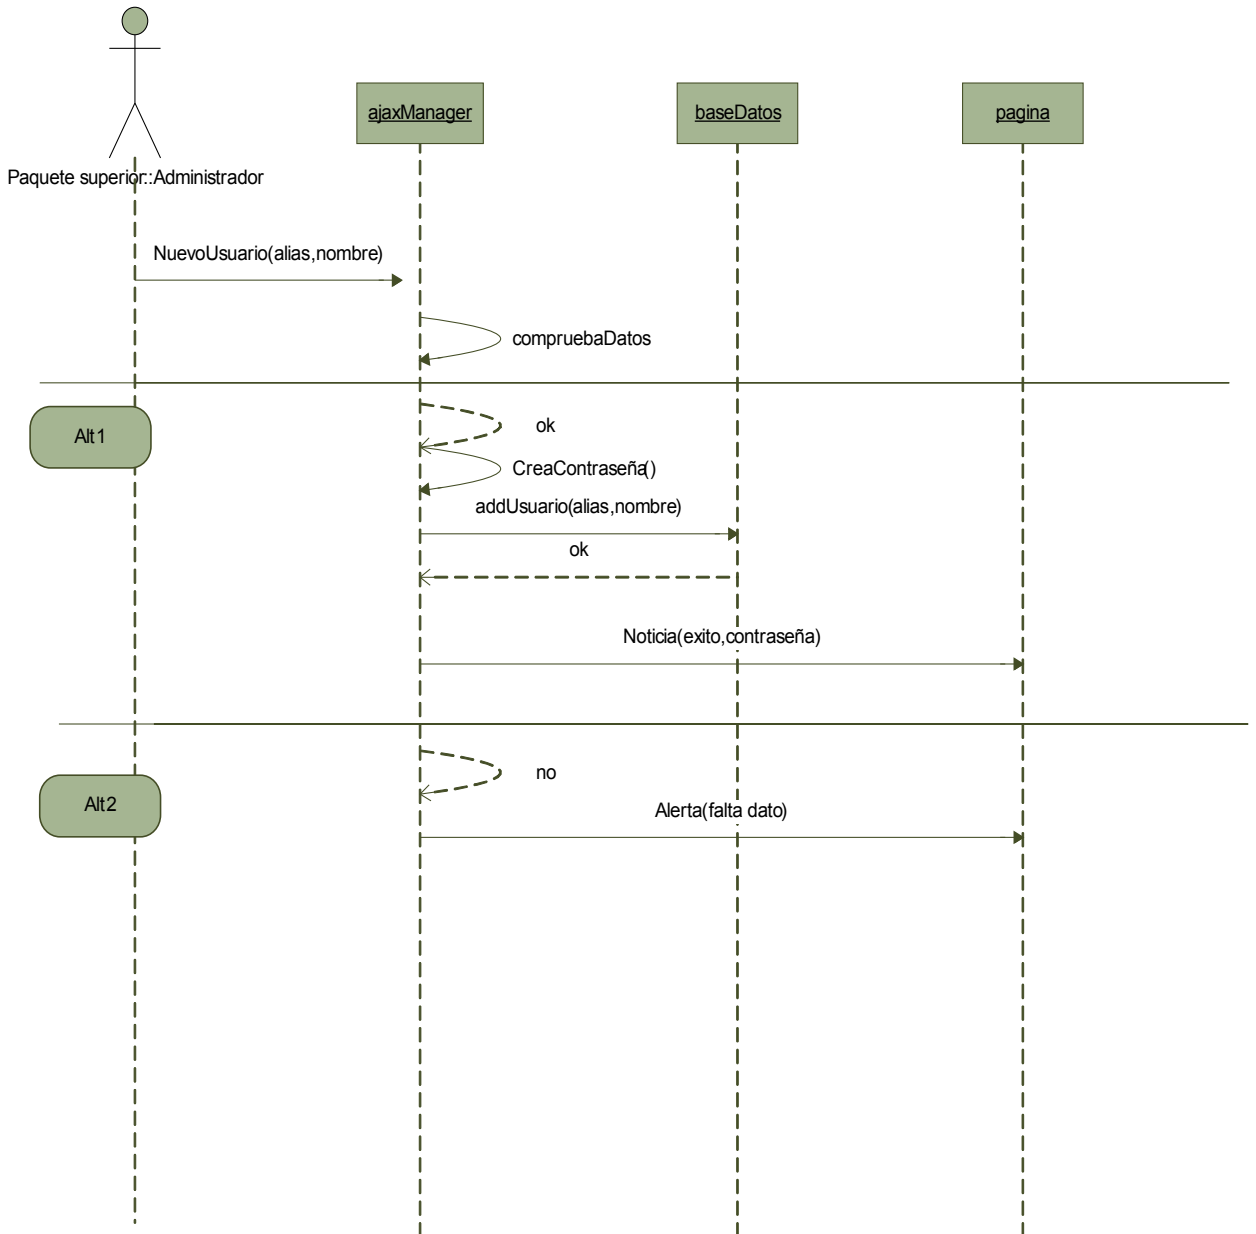 ajaxManager
baseDatos
pagina
Paquete superior::Administrador
NuevoUsuario(alias,nombre)
compruebaDatos
Alt1
ok
CreaContraseña()
addUsuario(alias,nombre)
ok
Noticia(exito,contraseña)
no
Alt2
Alerta(falta dato)